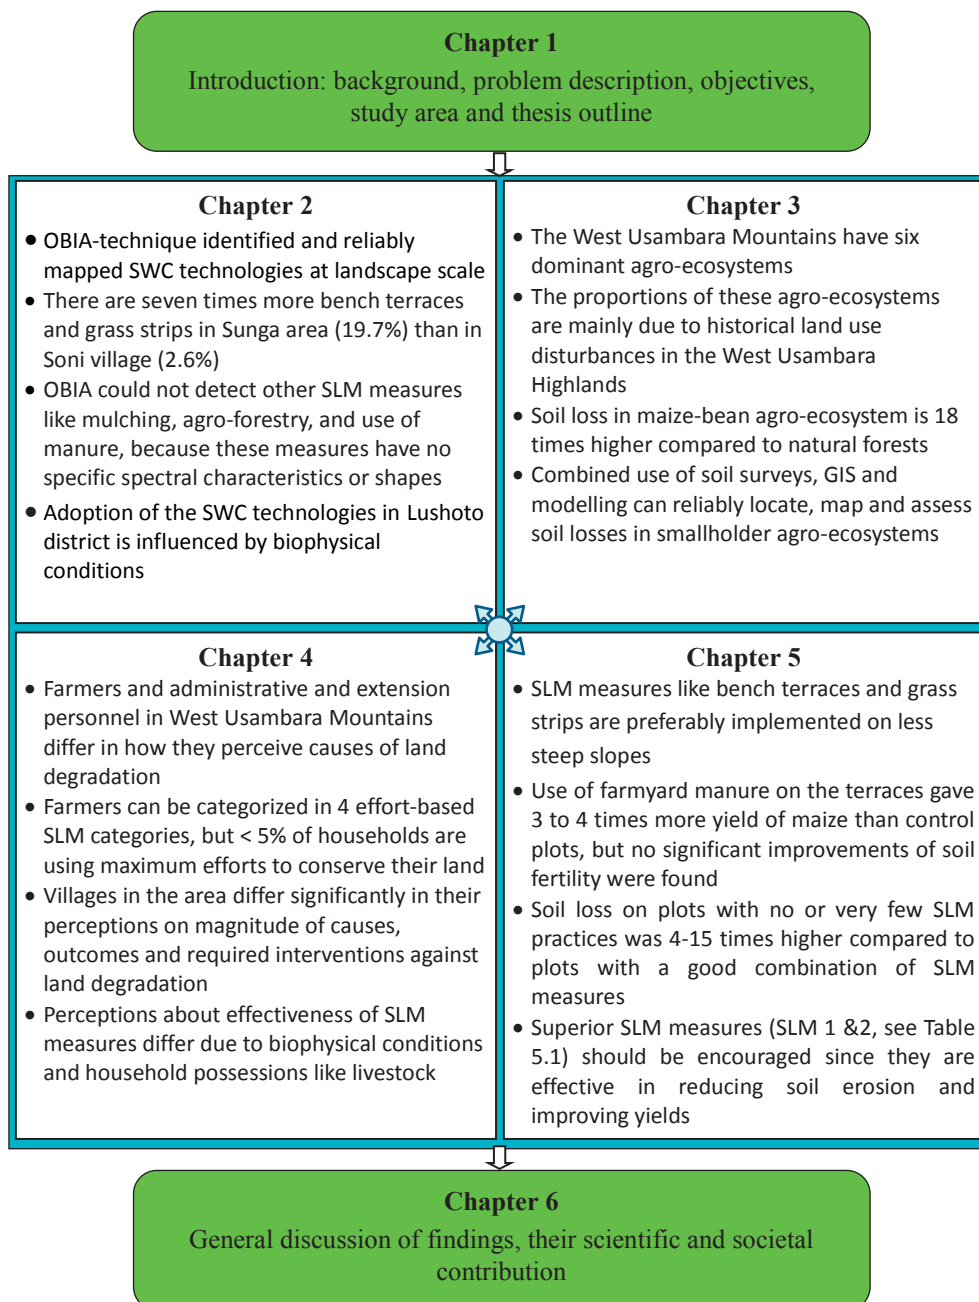 Chapter 1
Introduction: background, problem description, objectives,
study area and thesis outline
Chapter 2
• OBIA-technique identified and reliably
mapped SWC technologies at landscape scale
• There are seven times more bench terraces
and grass strips in Sunga area (19.7%) than in
Soni village (2.6%)
• OBIA could not detect other SLM measures
like mulching, agro-forestry, and use of
manure, because these measures have no
specific spectral characteristics or shapes
• Adoption of the SWC technologies in Lushoto
district is influenced by biophysical
conditions
Chapter 3
• The West Usambara Mountains have six
dominant agro-ecosystems
• The proportions of these agro-ecosystems
are mainly due to historical land use
disturbances in the West Usambara
Highlands
• Soil loss in maize-bean agro-ecosystem is 18
times higher compared to natural forests
• Combined use of soil surveys, GIS and
modelling can reliably locate, map and assess
soil losses in smallholder agro-ecosystems
Chapter 4
• Farmers and administrative and extension
personnel in West Usambara Mountains
differ in how they perceive causes of land
degradation
• Farmers can be categorized in 4 effort-based
SLM categories, but < 5% of households are
using maximum efforts to conserve their land
• Villages in the area differ significantly in their
perceptions on magnitude of causes,
outcomes and required interventions against
land degradation
• Perceptions about effectiveness of SLM
measures differ due to biophysical conditions
and household possessions like livestock
Chapter 5
• SLM measures like bench terraces and grass
strips are preferably implemented on less
steep slopes
• Use of farmyard manure on the terraces gave
3 to 4 times more yield of maize than control
plots, but no significant improvements of soil
fertility were found
• Soil loss on plots with no or very few SLM
practices was 4-15 times higher compared to
plots with a good combination of SLM
measures
• Superior SLM measures (SLM 1 &2, see Table
5.1) should be encouraged since they are
effective in reducing soil erosion and
improving yields
Chapter 6
General discussion of findings, their scientific and societal
contribution